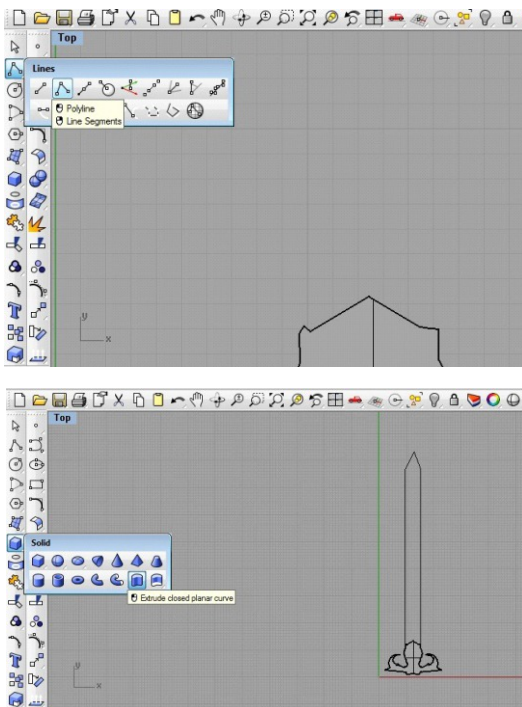 Top
Lines
Polyline
Line Segments
y
x
Top
Solid
Extrude closed planar curve
y
x